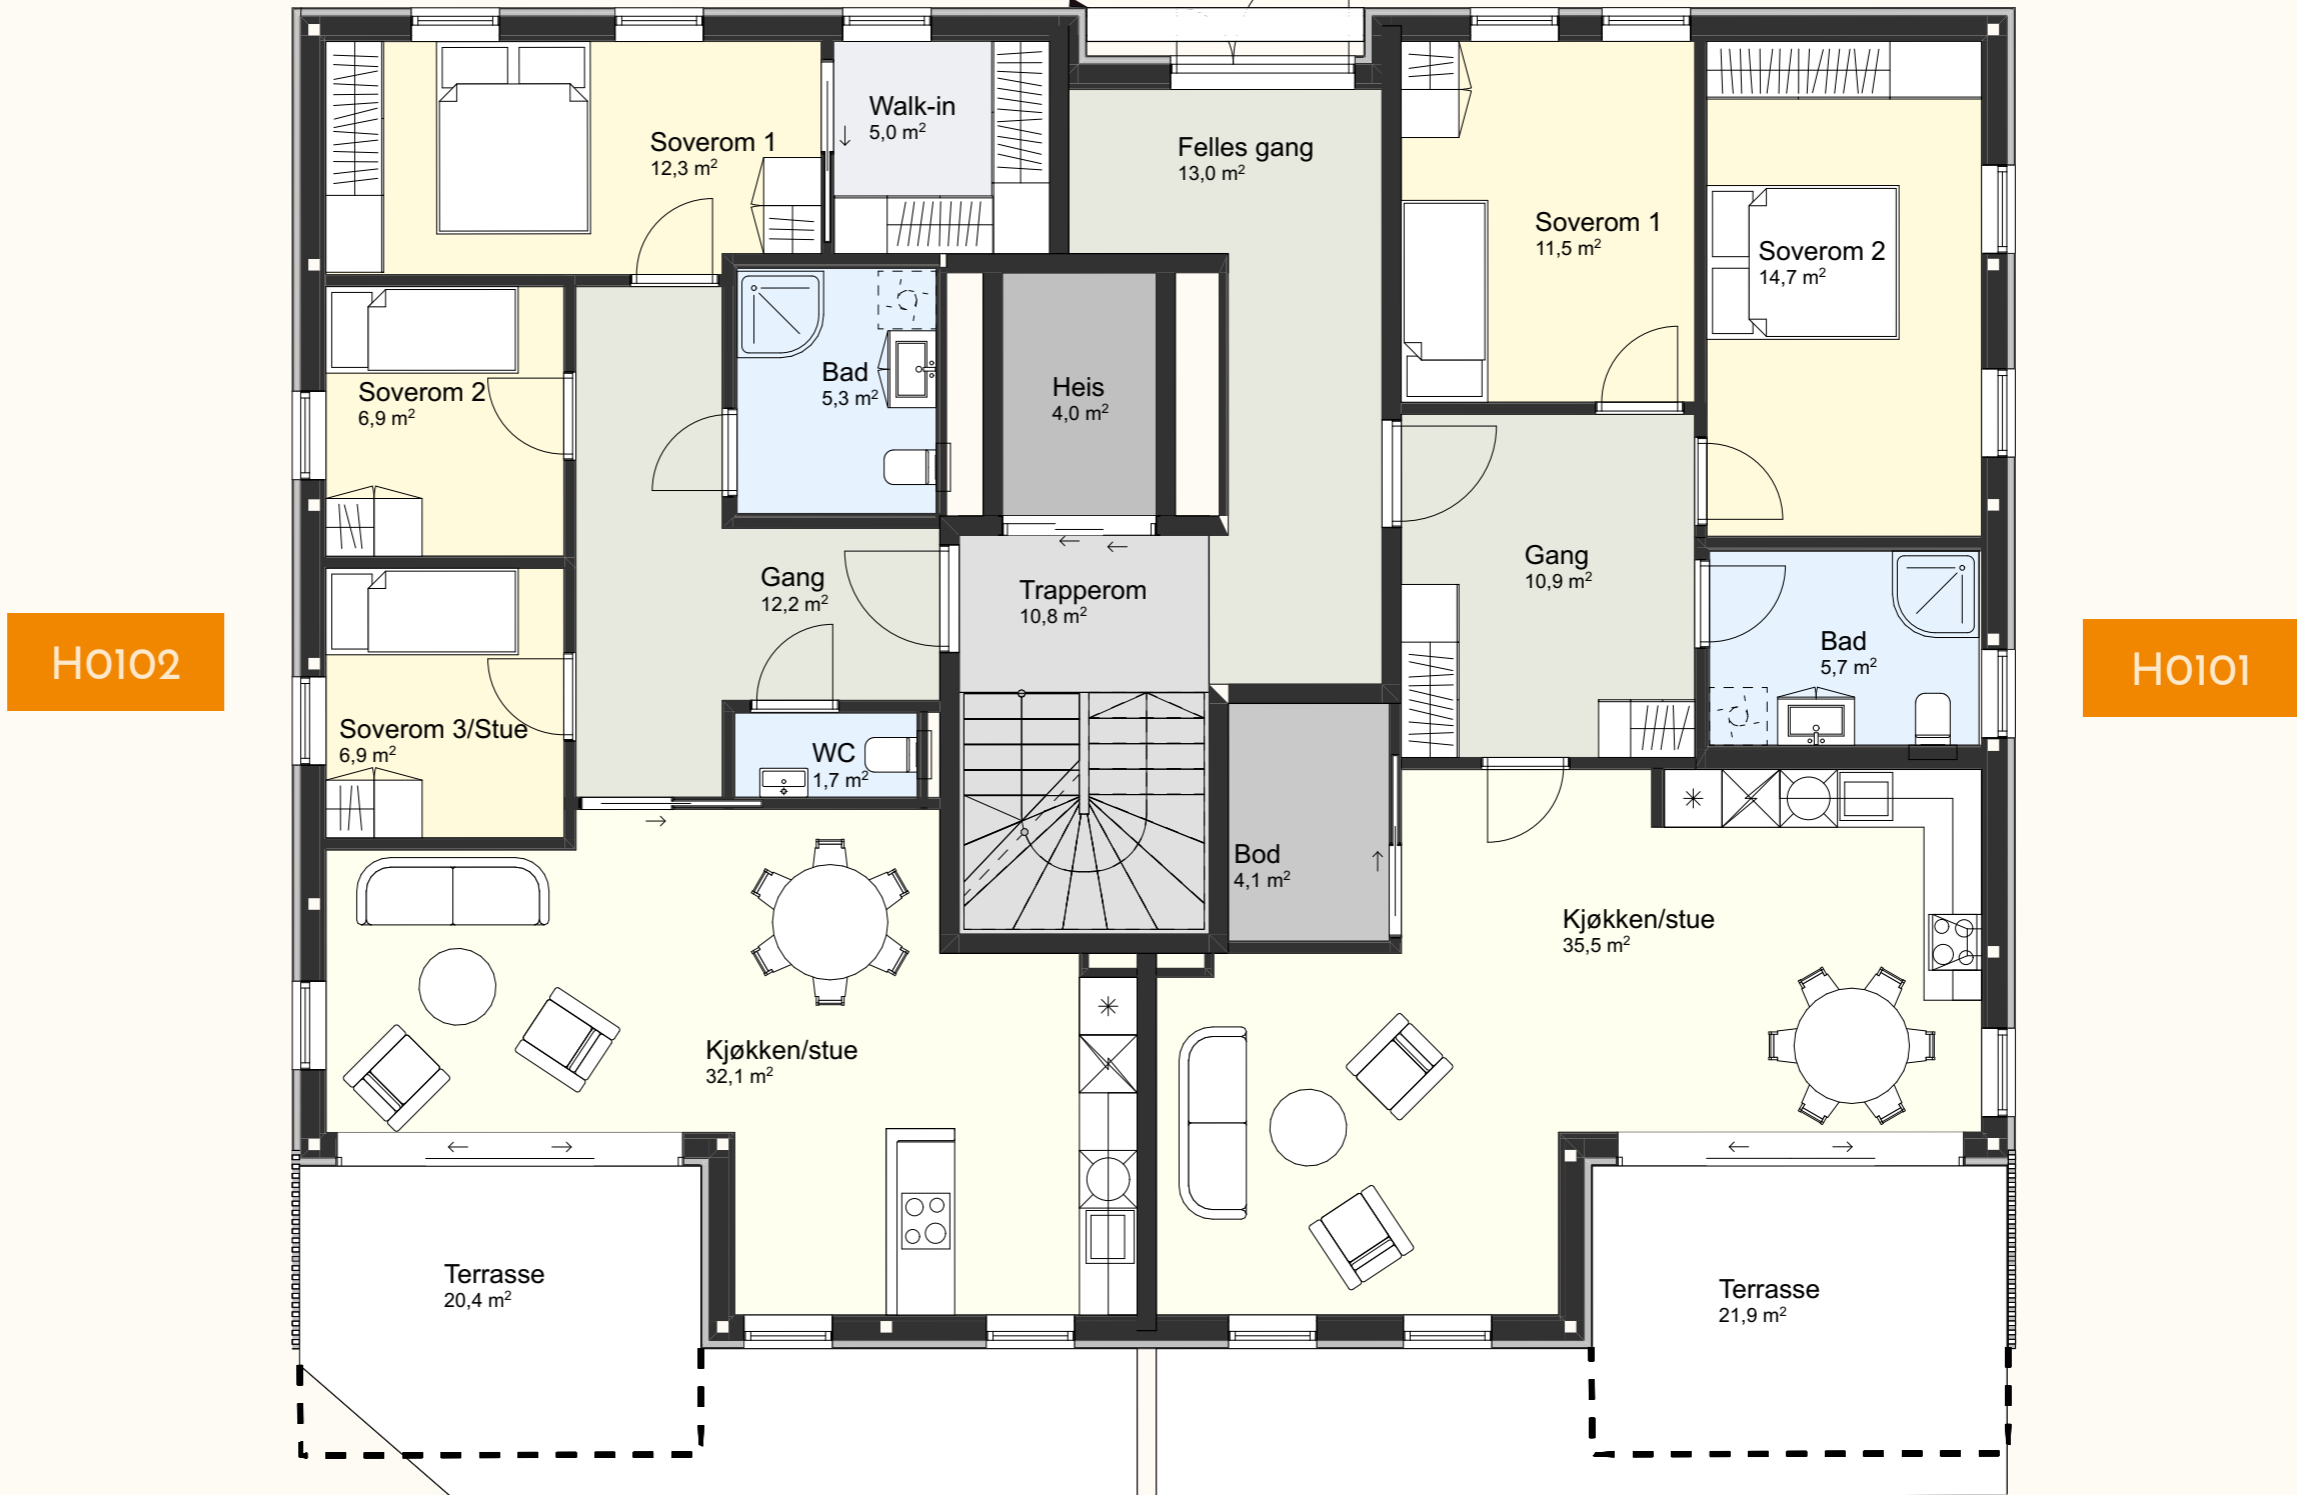 Soverom 1
12,3 m²
Walk-in
5,0 m²
Felles gang
13,0 m²
Soverom 1
11,5 m²
Soverom 2
14,7 m²
Soverom 2
6,9 m²
Bad
5,3 m²
Heis
4,0 m²
Gang
12,2 m²
Trapperom
10,8 m²
Gang
10,9 m²
Bad
5,7 m²
H0102
H0101
Soverom 3/Stue
6,9 m²
WC
1,7 m²
Bod
4,1 m²
Kjøkken/stue
35,5 m²
Kjøkken/stue
32,1 m²
Terrasse
20,4 m²
Terrasse
21,9 m²